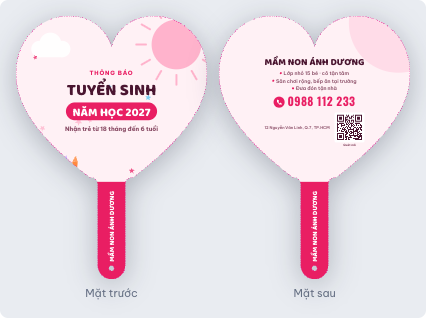 THÔNG BÁO
TUYỂN SINH
NĂM HỌC 2027
Nhận trẻ từ 18 tháng đến 6 tuổi
MẦM NON ÁNH DƯƠNG
Mặt trước
MẦM NON ÁNH DƯƠNG
Lớp nhỏ 15 bé · cô tận tâm
Sân chơi rộng, bếp ăn tại trường
Đưa đón tận nhà
0988 112 233
12 Nguyễn Văn Linh, Q.7, TP.HCM
MẦM NON ÁNH DƯƠNG
Mặt sau